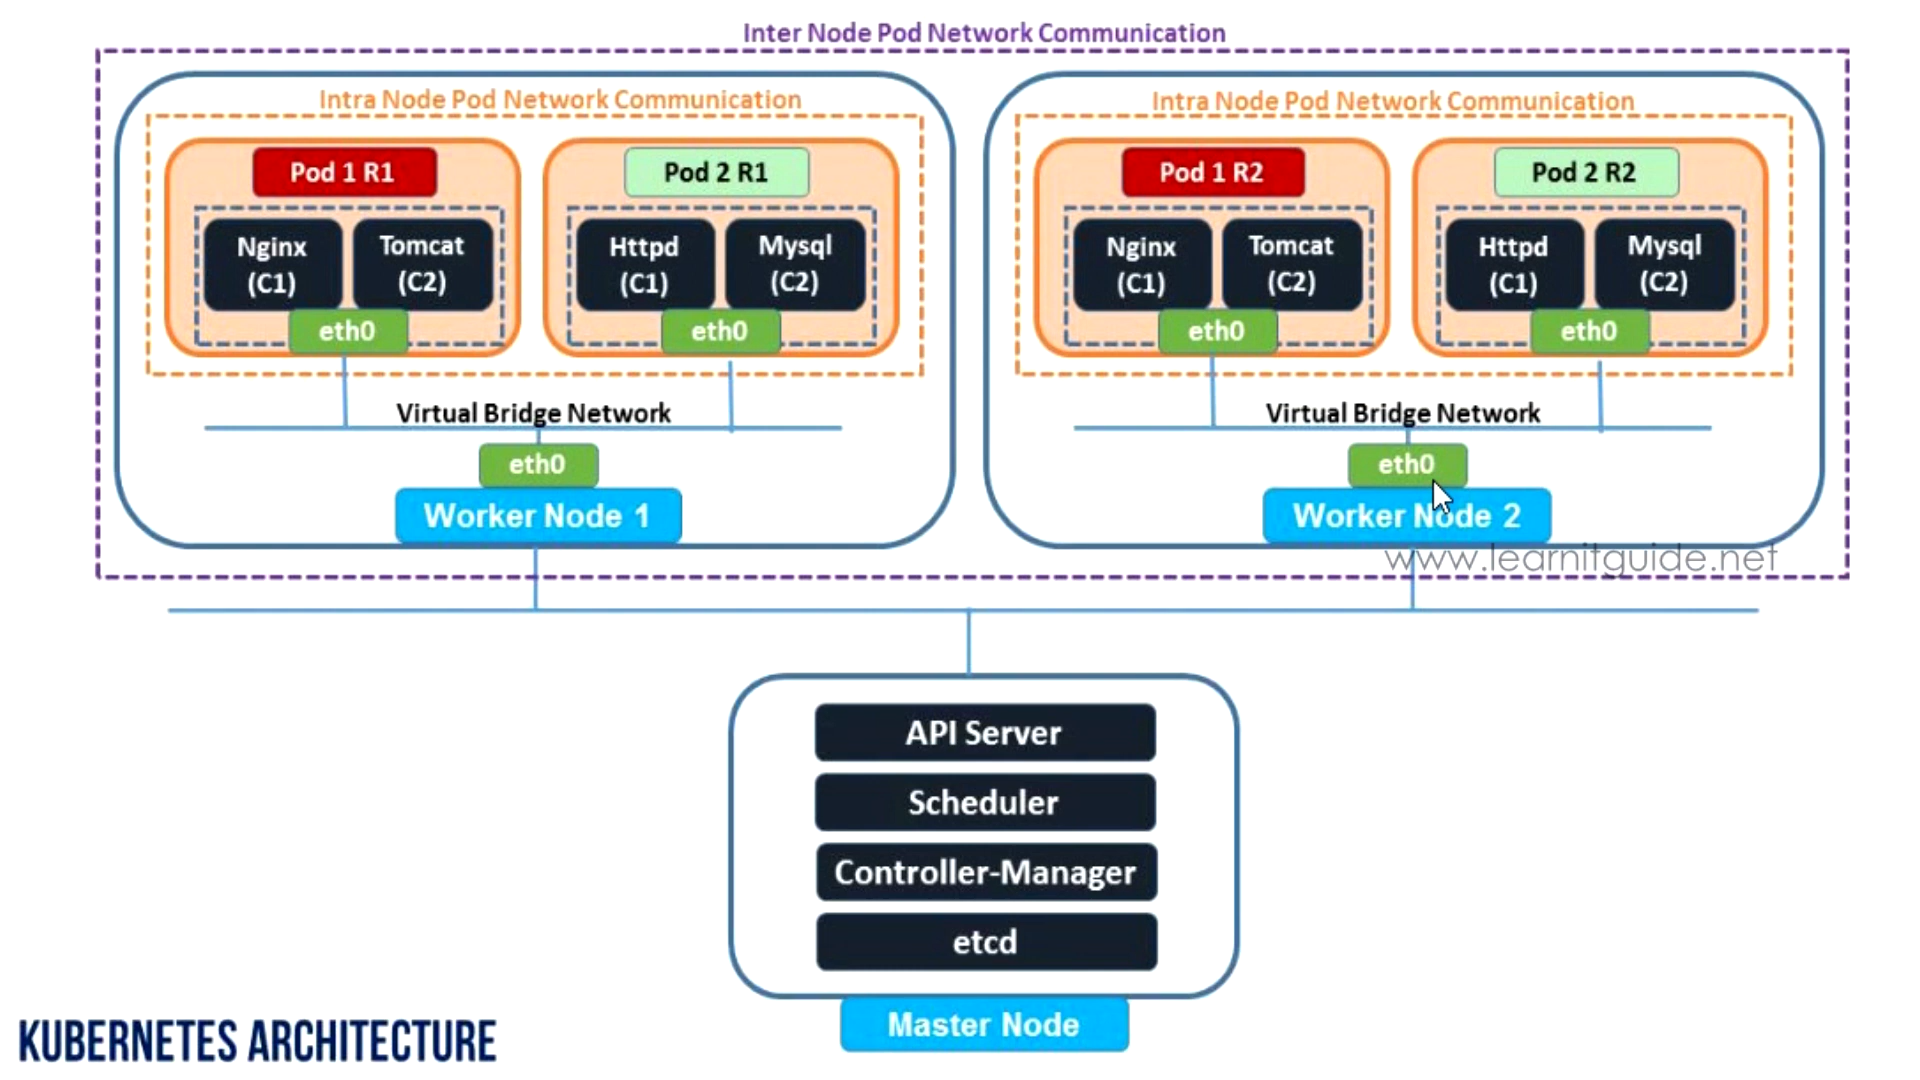 Inter Node Pod Network Communication
Intra Node Pod Network Communication
Pod 1 R1
Nginx
(C1)
Tomcat
(C2)
eth0
Pod 2 R1
Httpd
(C1)
Mysql
(C2)
eth0
Virtual Bridge Network
eth0
Worker Node 1
Intra Node Pod Network Communication
Pod 1 R2
Nginx
(C1)
Tomcat
(C2)
eth0
Pod 2 R2
Httpd
(C1)
Mysql
(C2)
eth0
Virtual Bridge Network
eth0
Worker Node 2
www.learnitguide.net
API Server
Scheduler
Controller-Manager
etcd
Master Node
KUBERNETES ARCHITECTURE